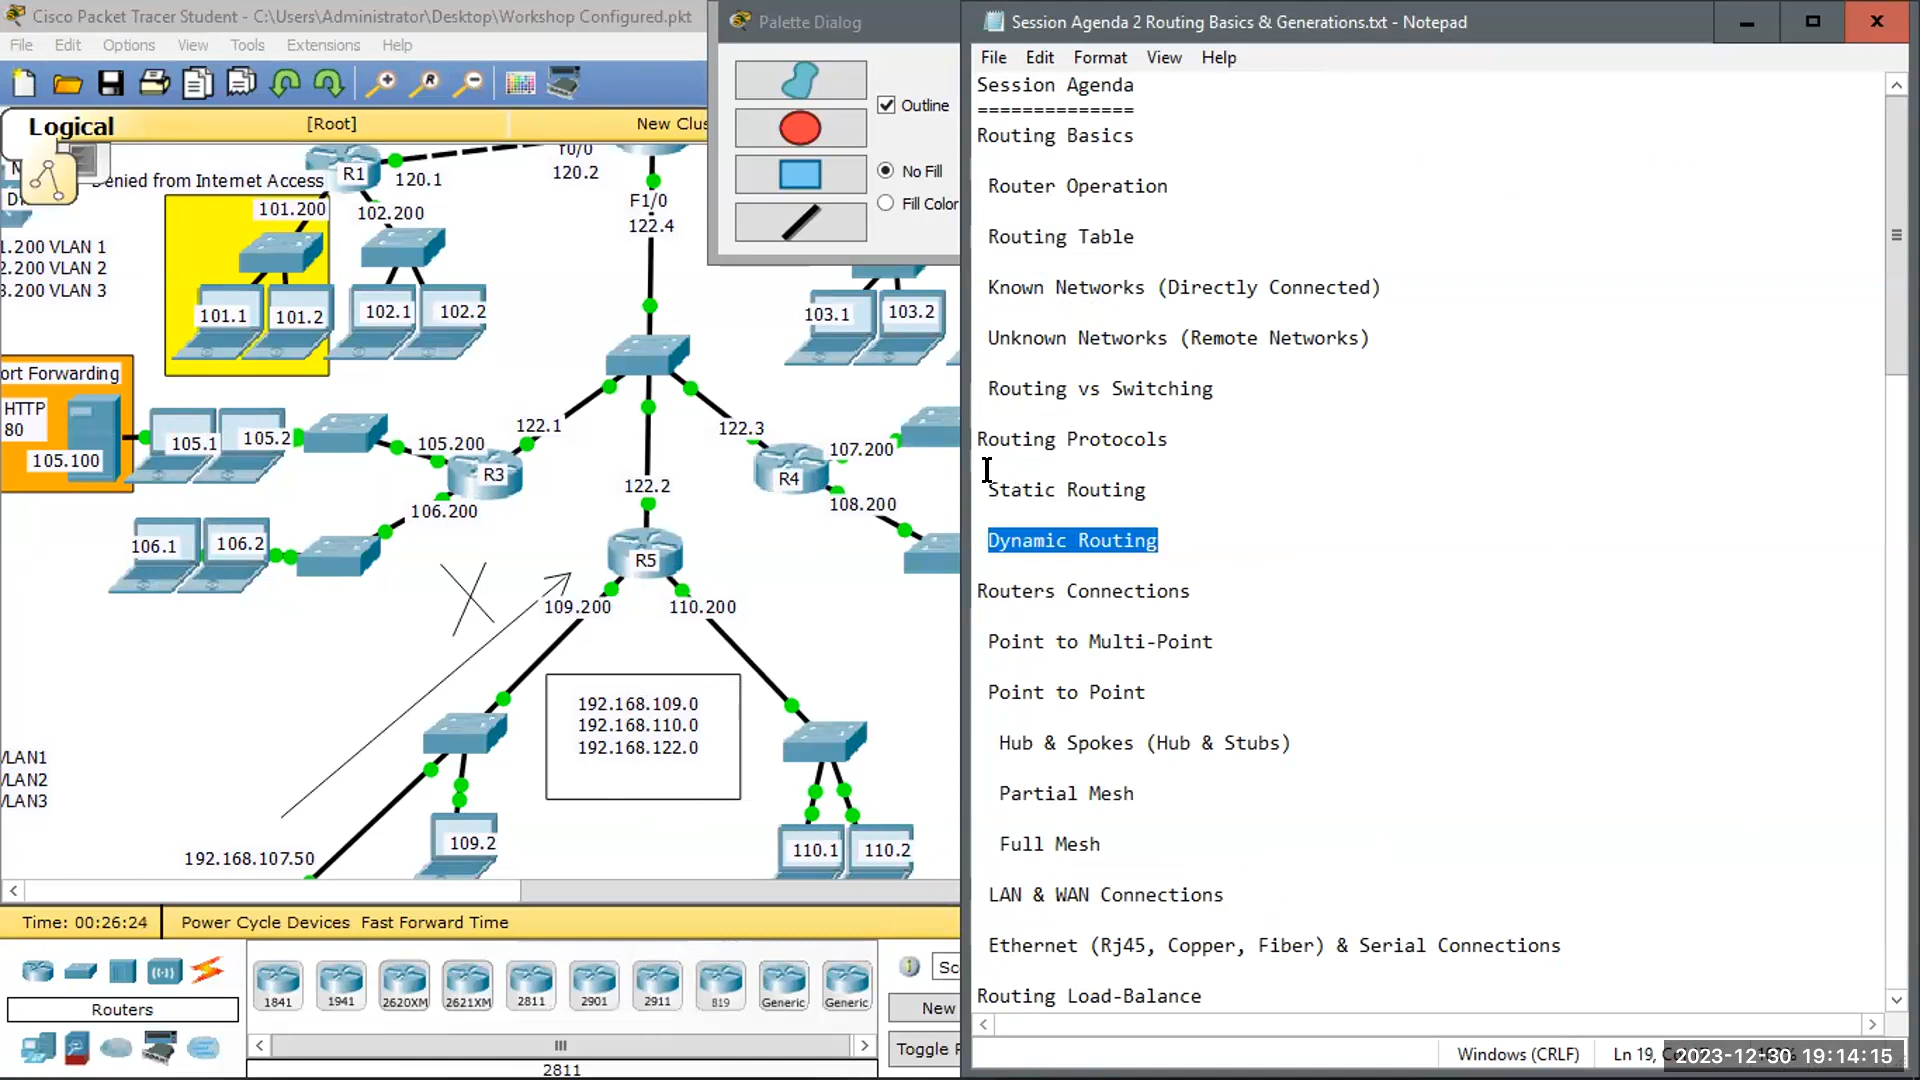 Cisco Packet Tracer Student - C:\Users\Administrator\Desktop\Workshop Configured.pkt
File Edit Options View Tools Extensions Help
Logical
[Root]
New Clus
Denied from Internet Access
R1
120.1
f0/0
120.2
101.200
102.200
F1/0
122.4
1.200 VLAN 1
2.200 VLAN 2
3.200 VLAN 3
101.1
101.2
102.1
102.2
103.1
103.2
ort Forwarding
HTTP
80
105.100
105.1
105.2
105.200
122.1
122.3
107.200
R3
R4
106.200
122.2
108.200
106.1
106.2
R5
109.200
110.200
192.168.109.0
192.168.110.0
192.168.122.0
VLAN1
VLAN2
VLAN3
109.2
110.1
110.2
192.168.107.50
Time: 00:26:24
Power Cycle Devices Fast Forward Time
Routers
1841
1941
2620XM
2621XM
2811
2901
2911
819
Generic
Generic
Sc
New
Toggle P
2811
Palette Dialog
Outline
No Fill
Fill Color
Session Agenda 2 Routing Basics & Generations.txt - Notepad
File Edit Format View Help
Session Agenda
==============
Routing Basics
Router Operation
Routing Table
Known Networks (Directly Connected)
Unknown Networks (Remote Networks)
Routing vs Switching
Routing Protocols
Static Routing
Dynamic Routing
Routers Connections
Point to Multi-Point
Point to Point
Hub & Spokes (Hub & Stubs)
Partial Mesh
Full Mesh
LAN & WAN Connections
Ethernet (Rj45, Copper, Fiber) & Serial Connections
Routing Load-Balance
Windows (CRLF)
Ln 19, Co
2023-12-30 19:14:15